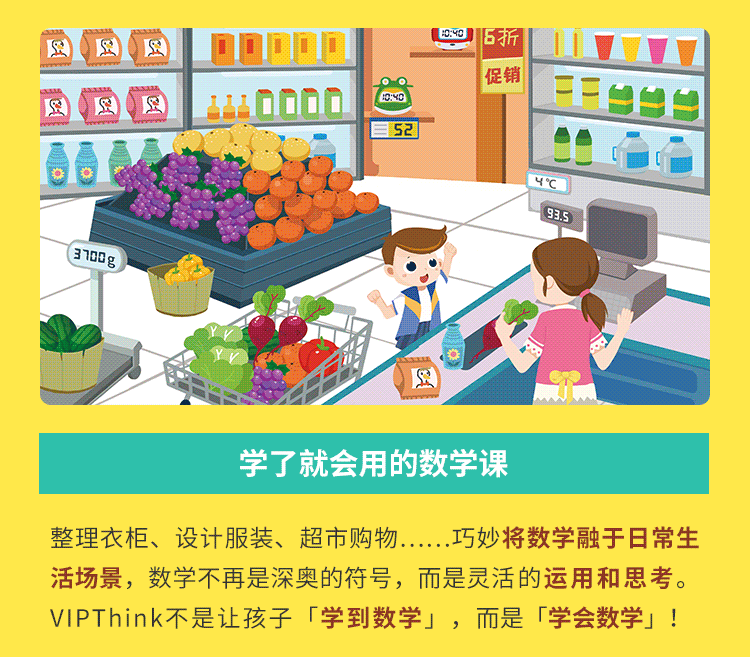 6折
促销
10:40
10:40
52
4℃
93.5
3700g
学了就会用的数学课
整理衣柜、设计服装、超市购物……巧妙将数学融于日常生
活场景，数学不再是深奥的符号，而是灵活的运用和思考。
VIPThink不是让孩子「学到数学」，而是「学会数学」！